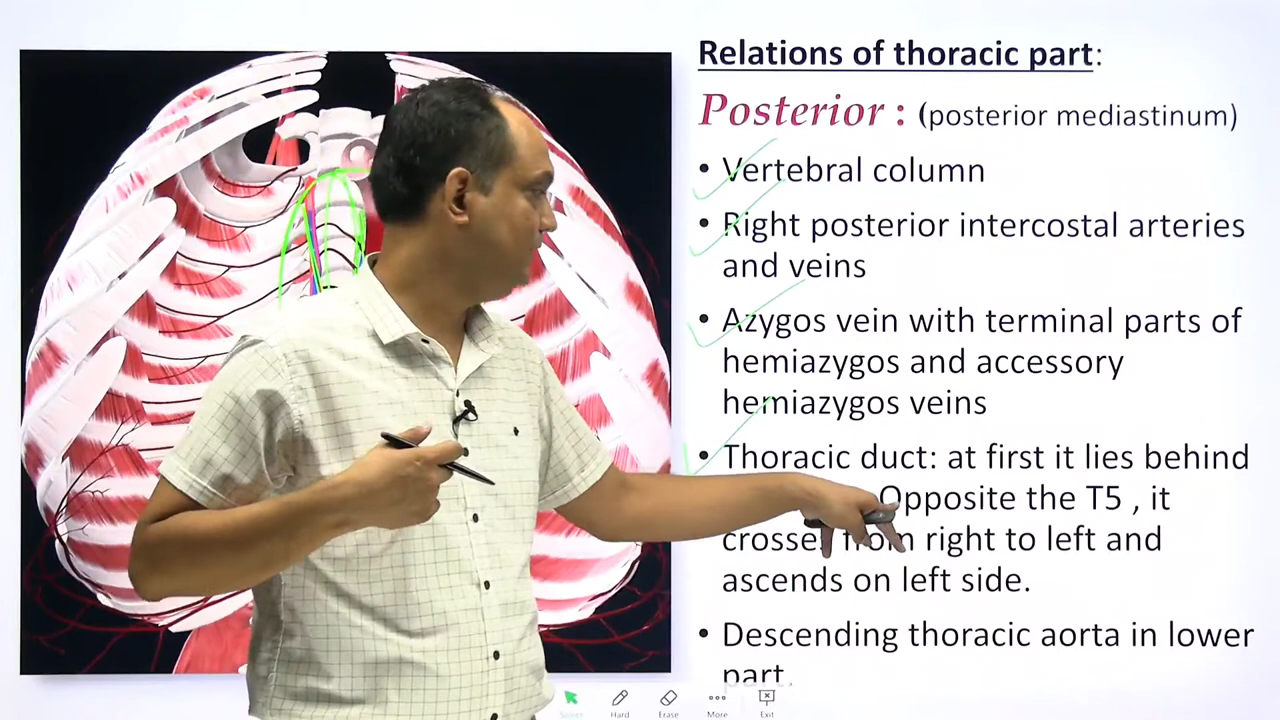 Relations of thoracic part:
Posterior : (posterior mediastinum)
• Vertebral column
• Right posterior intercostal arteries
and veins
• Azygos vein with terminal parts of
hemiazygos and accessory
hemiazygos veins
• Thoracic duct: at first it lies behind
Opposite the T5 , it
crosses from right to left and
ascends on left side.
• Descending thoracic aorta in lower
part.
Select Hard Erase More Exit